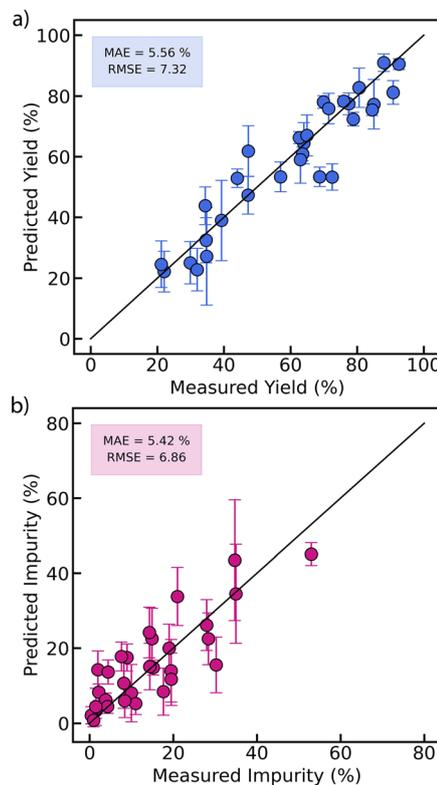 a)
MAE = 5.56 %
RMSE = 7.32
100
80
60
40
20
0
Predicted Yield (%)
0 20 40 60 80 100
Measured Yield (%)
b)
MAE = 5.42 %
RMSE = 6.86
80
60
40
20
0
Predicted Impurity (%)
0 20 40 60 80
Measured Impurity (%)